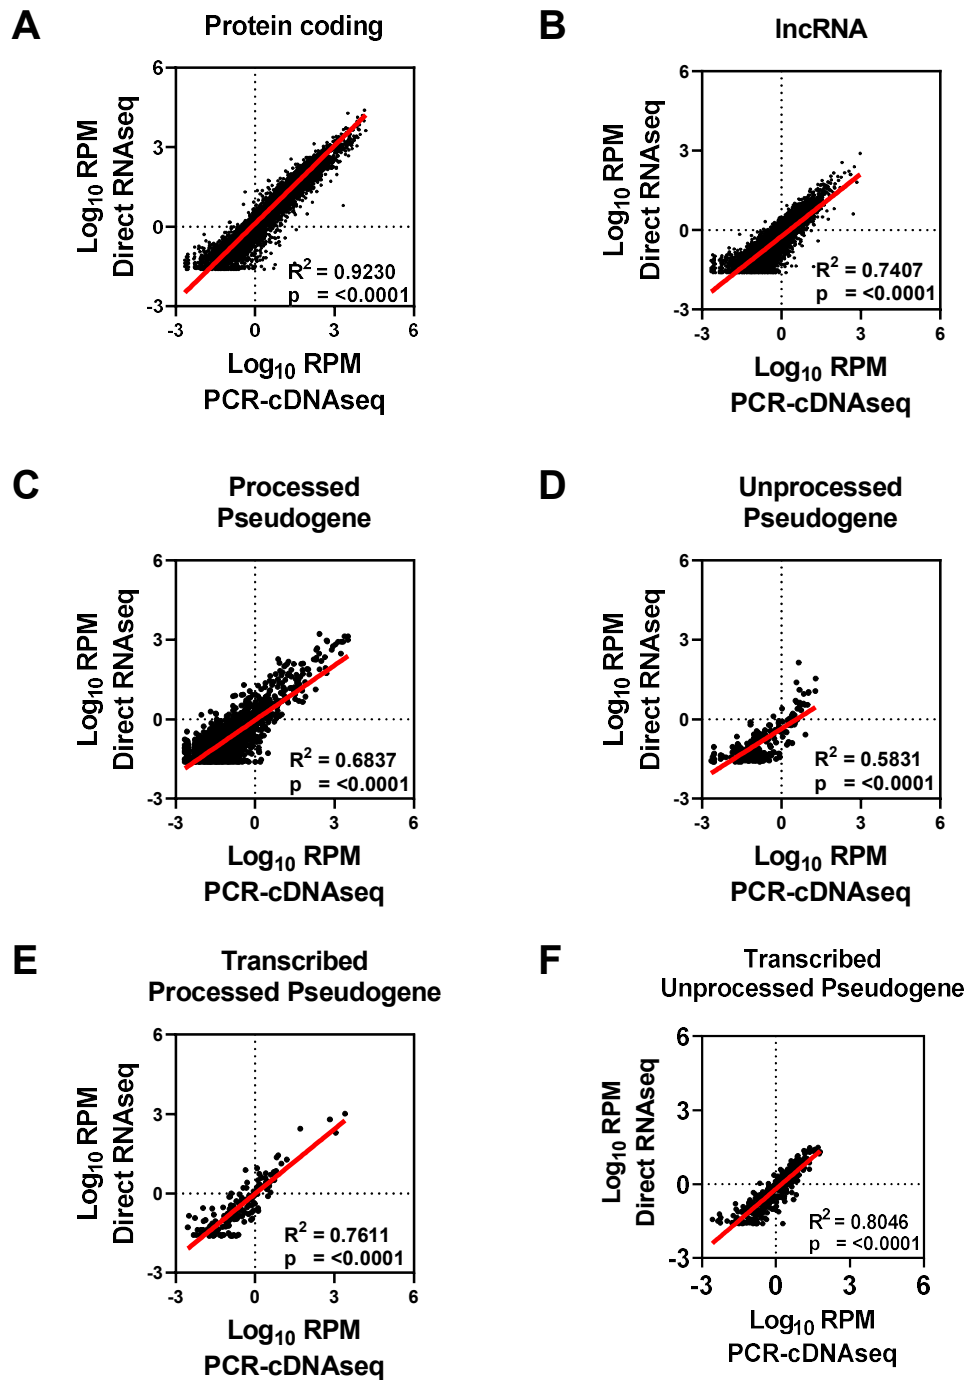 A
Protein coding
6
3
0
-3
-3
0
3
6
Log10 RPM
Direct RNAseq
R2 = 0.9230
p = <0.0001
Log10 RPM
PCR-cDNAseq
B
lncRNA
6
3
0
-3
-3
0
3
6
Log10 RPM
Direct RNAseq
R2 = 0.7407
p = <0.0001
Log10 RPM
PCR-cDNAseq
C
Processed
Pseudogene
6
3
0
-3
-3
0
3
6
Log10 RPM
Direct RNAseq
R2 = 0.6837
p = <0.0001
Log10 RPM
PCR-cDNAseq
D
Unprocessed
Pseudogene
6
3
0
-3
-3
0
3
6
Log10 RPM
Direct RNAseq
R2 = 0.5831
p = <0.0001
Log10 RPM
PCR-cDNAseq
E
Transcribed
Processed Pseudogene
6
3
0
-3
-3
0
3
6
Log10 RPM
Direct RNAseq
R2 = 0.7611
p = <0.0001
Log10 RPM
PCR-cDNAseq
F
Transcribed
Unprocessed Pseudogene
6
3
0
-3
-3
0
3
6
Log10 RPM
Direct RNAseq
R2 = 0.8046
p = <0.0001
Log10 RPM
PCR-cDNAseq